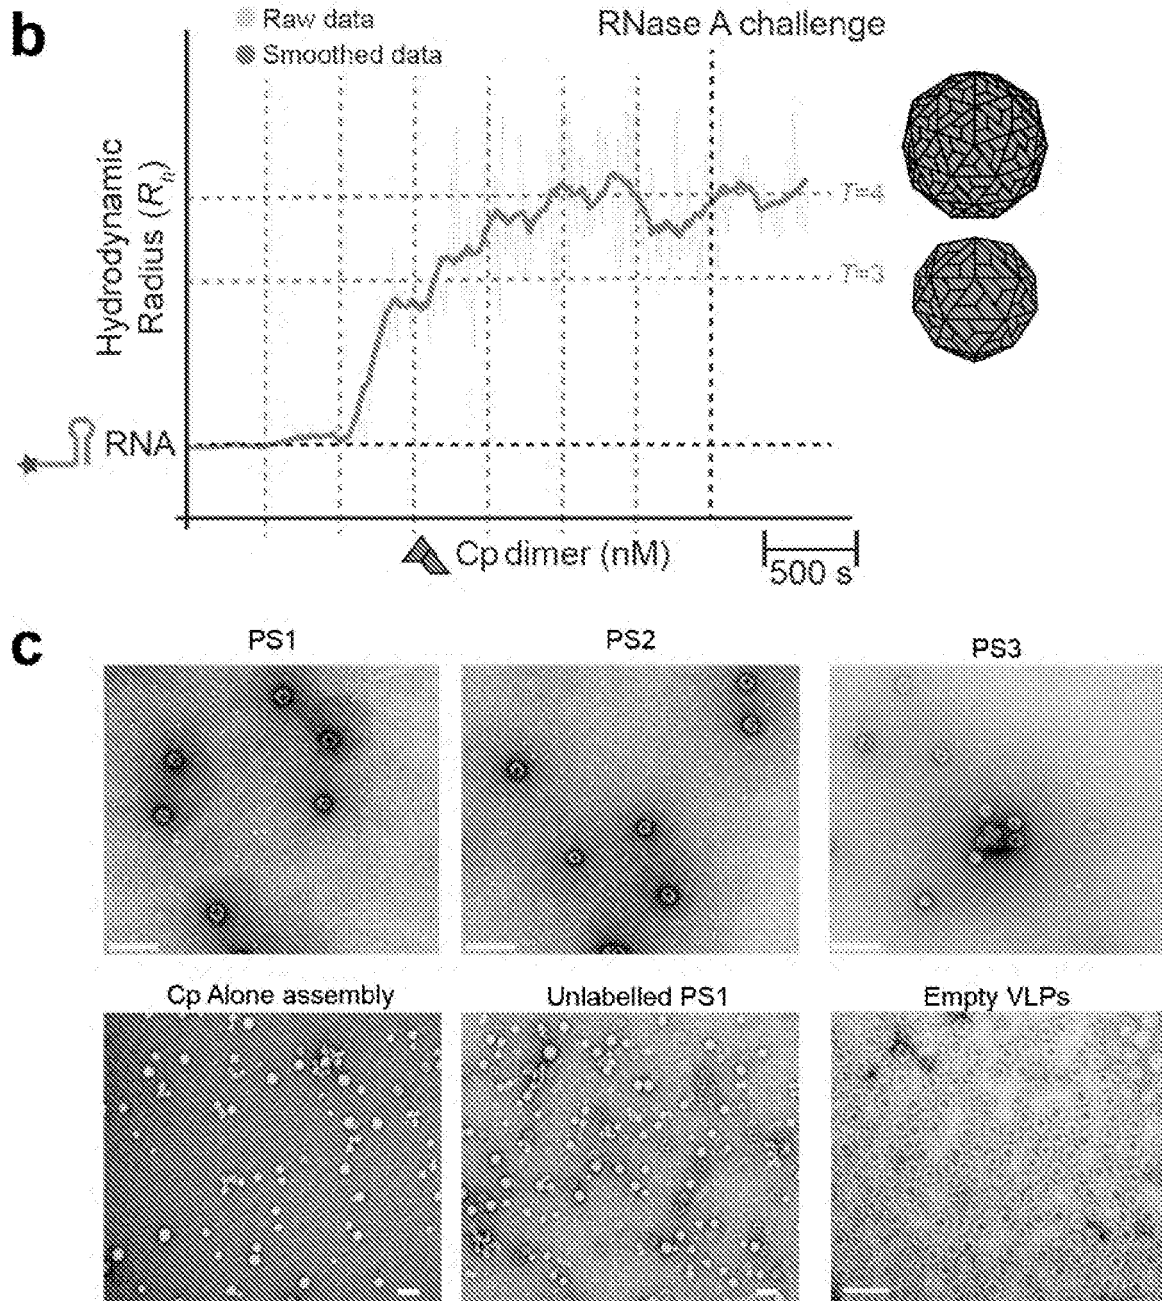 b
Raw data
Smoothed data
RNase A challenge
Hydrodynamic
Radius (Rh)
T=4
T=3
RNA
Cp dimer (nM)
500 s
c
PS1
PS2
PS3
Cp Alone assembly
Unlabelled PS1
Empty VLPs